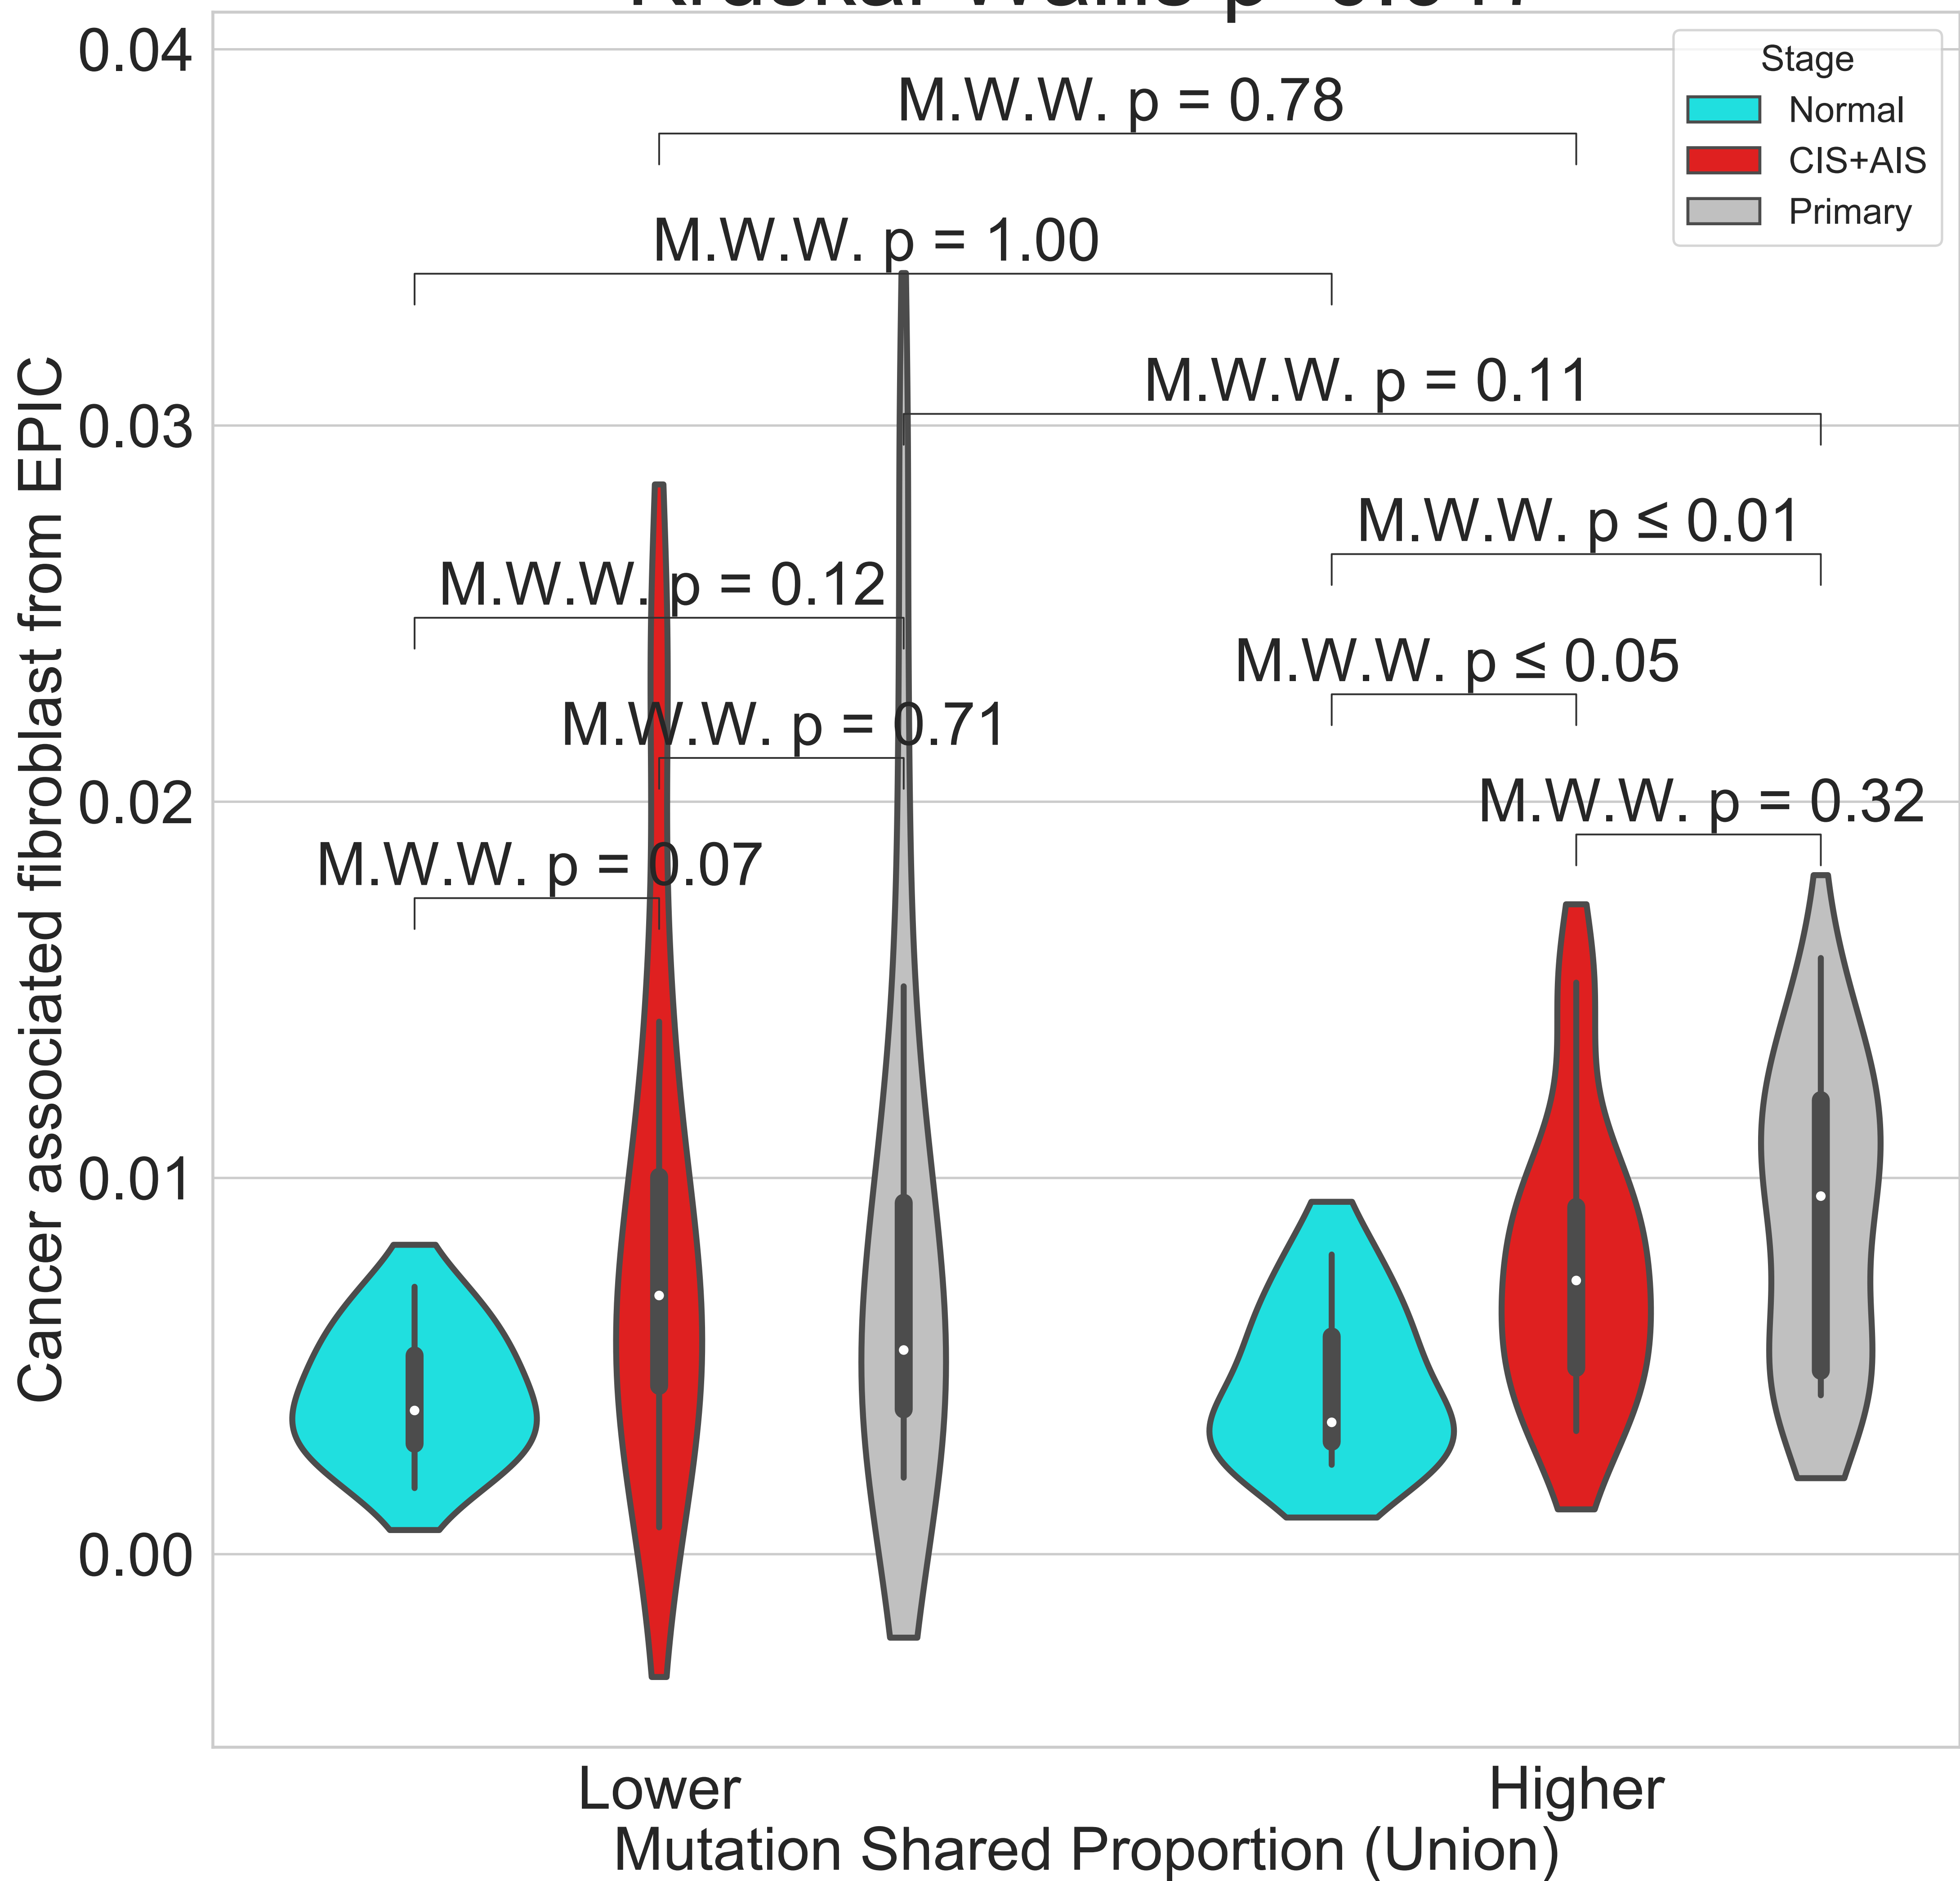 0.04
0.03
0.02
0.01
0.00
Cancer associated fibroblast from EPIC
Stage
Normal
CIS+AIS
Primary
M.W.W. p = 0.78
M.W.W. p = 1.00
M.W.W. p = 0.11
M.W.W. p ≤ 0.01
M.W.W. p = 0.12
M.W.W. p ≤ 0.05
M.W.W. p = 0.71
M.W.W. p = 0.32
M.W.W. p = 0.07
Lower
Higher
Mutation Shared Proportion (Union)